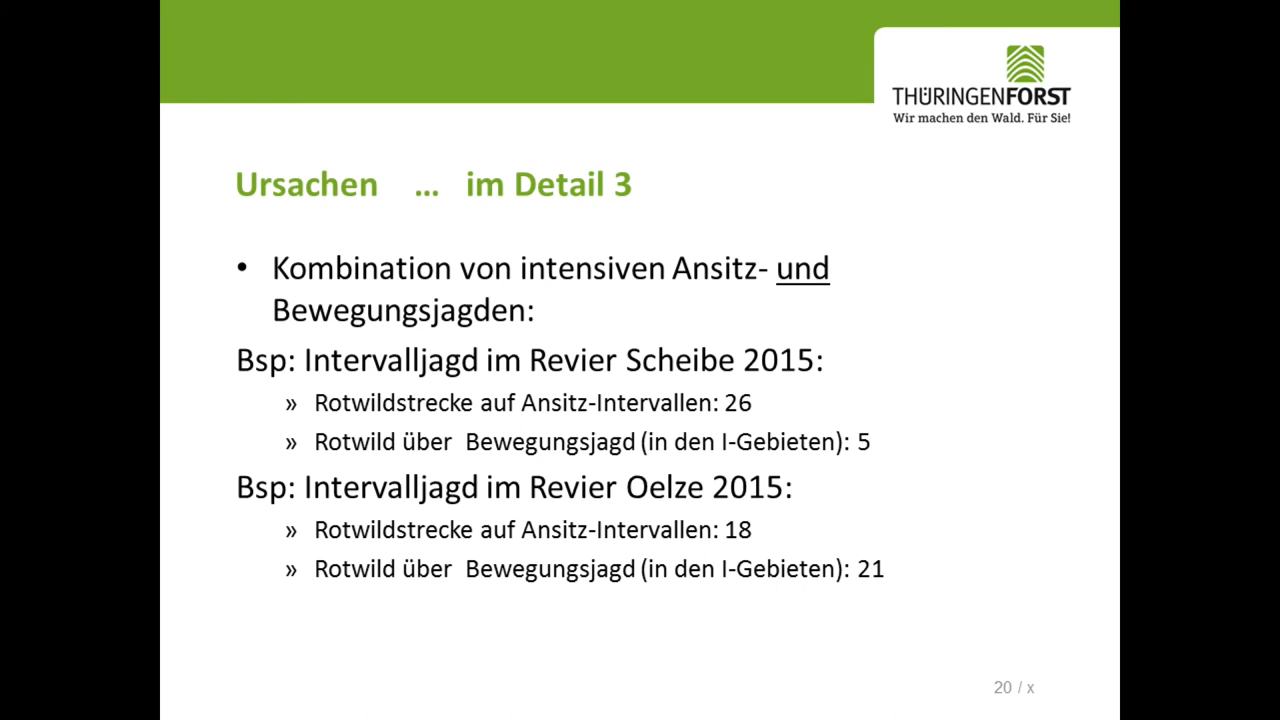 THÜRINGENFORST
Wir machen den Wald. Für Sie!
Ursachen … im Detail 3
• Kombination von intensiven Ansitz- und
Bewegungsjagden:
Bsp: Intervalljagd im Revier Scheibe 2015:
» Rotwildstrecke auf Ansitz-Intervallen: 26
» Rotwild über Bewegungsjagd (in den I-Gebieten): 5
Bsp: Intervalljagd im Revier Oelze 2015:
» Rotwildstrecke auf Ansitz-Intervallen: 18
» Rotwild über Bewegungsjagd (in den I-Gebieten): 21
20 / x